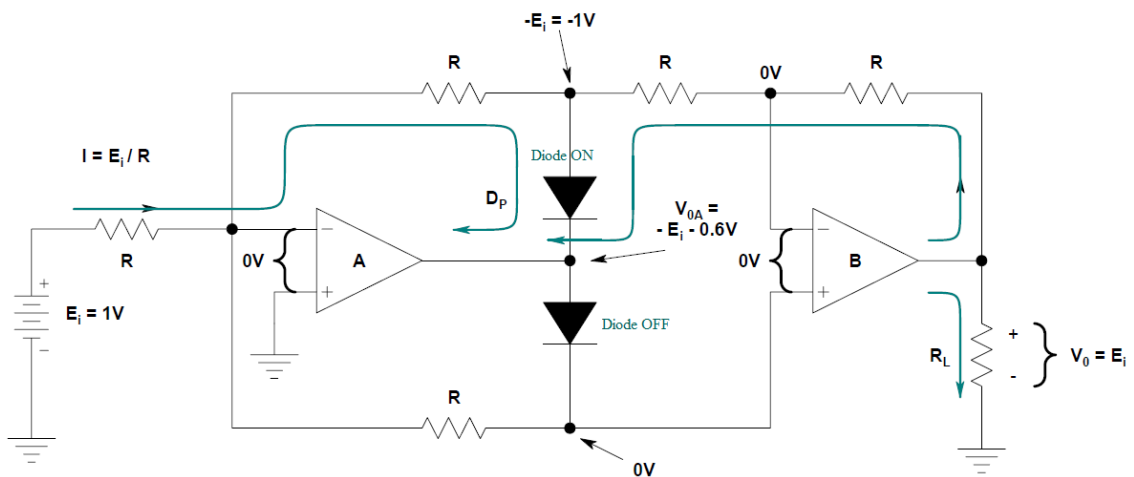 -Ei = -1V
R
R
0V
R
I = Ei / R
Diode ON
DP
V0A =
- Ei - 0.6V
R
−
0V
A
+
−
0V
B
+
+
Ei = 1V
−
Diode OFF
RL
+
-
V0 = Ei
R
0V